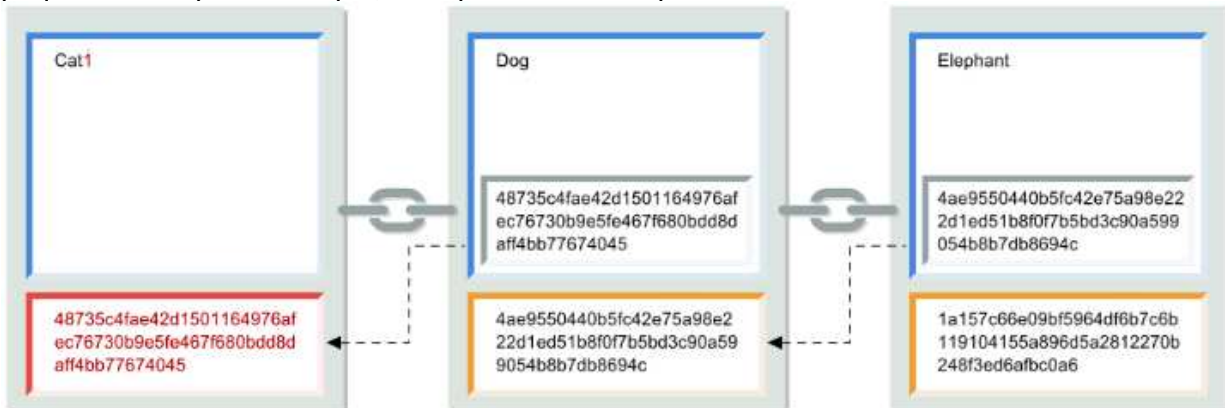 Cat1
48735c4fae42d1501164976af
ec76730b9e5fe467f680bdd8d
aff4bb77674045
Dog
48735c4fae42d1501164976af
ec76730b9e5fe467f680bdd8d
aff4bb77674045
4ae9550440b5fc42e75a98e2
22d1ed51b8f0f7b5bd3c90a59
9054b8b7db8694c
Elephant
4ae9550440b5fc42e75a98e22
2d1ed51b8f0f7b5bd3c90a599
054b8b7db8694c
1a157c66e09bf5964df6b7c6b
119104155a896d5a2812270b
248f3ed6afbc0a6